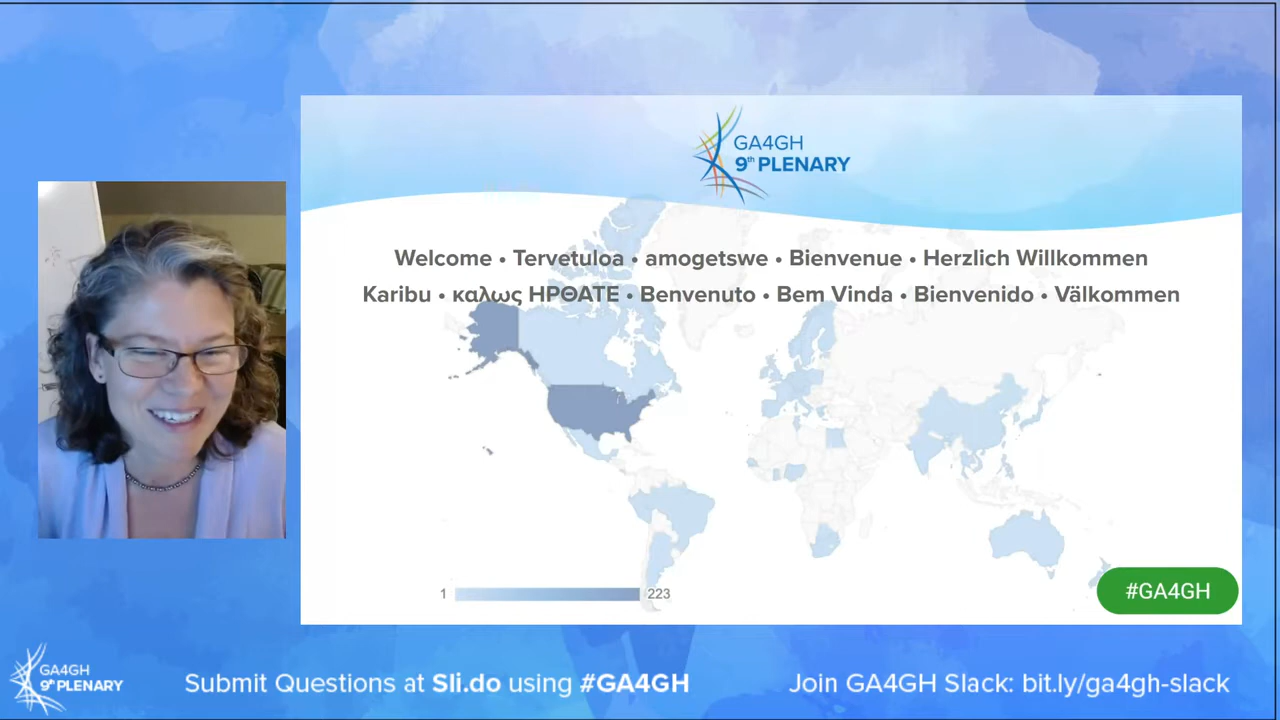 GA4GH
9th PLENARY
Welcome • Tervetuloa • amogetswe • Bienvenue • Herzlich Willkommen
Karibu • καλως ΗΡΘΑΤΕ • Benvenuto • Bem Vinda • Bienvenido • Välkommen
1
223
#GA4GH
GA4GH
9th PLENARY
Submit Questions at Sli.do using #GA4GH
Join GA4GH Slack: bit.ly/ga4gh-slack